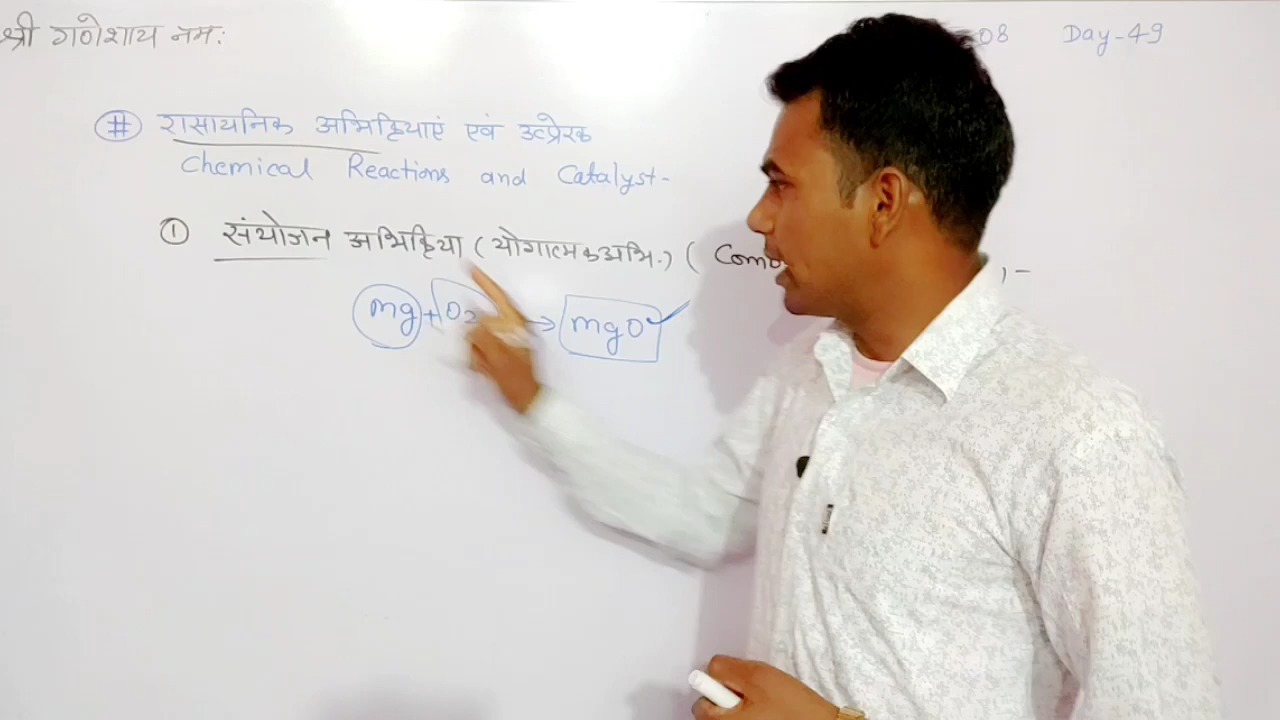 श्री गणेशाय नमः
08 Day-49
# रासायनिक अभिक्रियाएं एवं उत्प्रेरक
Chemical Reactions and Catalyst-
① संयोजन अभिक्रिया (योगात्मक अभि.) (
mg + O2 → mgO